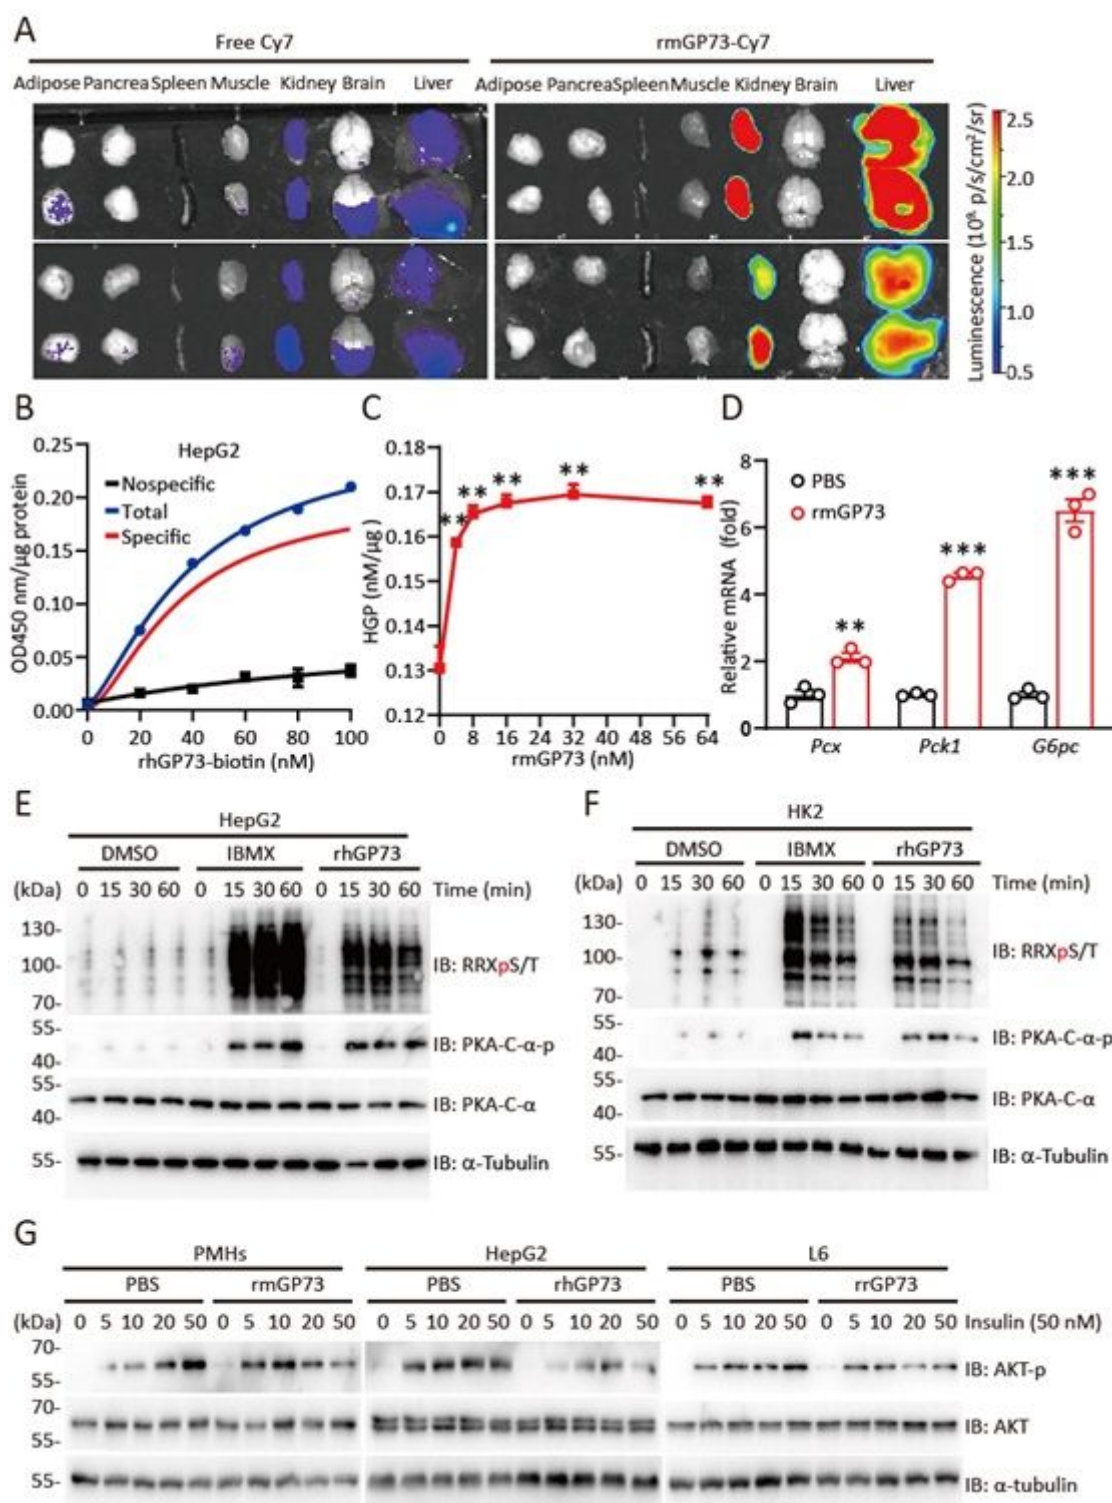 A
Free Cy7 rmGP73-Cy7
Adipose Pancrea Spleen Muscle Kidney Brain Liver Adipose Pancrea Spleen Muscle Kidney Brain Liver
2.5
2.0
1.5
1.0
0.5
Luminescence (10⁸ p/s/cm²/sr)
B
HepG2
Nospecific
Total
Specific
0.25
0.20
0.15
0.10
0.05
0.00
OD450 nm/µg protein
0 20 40 60 80 100
rhGP73-biotin (nM)
C
0.18
0.17
0.16
0.15
0.14
0.13
0.12
HGP (nM/µg)
** ** ** ** **
0 8 16 24 32 40 48 56 64
rmGP73 (nM)
D
PBS
rmGP73
8
6
4
2
0
Relative mRNA (fold)
** *** ***
Pcx Pck1 G6pc
E
HepG2
DMSO IBMX rhGP73
(kDa) 0 15 30 60 0 15 30 60 0 15 30 60 Time (min)
130-
100-
70-
IB: RRXpS/T
55-
40-
IB: PKA-C-α-p
55-
40-
IB: PKA-C-α
55-
IB: α-Tubulin
F
HK2
DMSO IBMX rhGP73
(kDa) 0 15 30 60 0 15 30 60 0 15 30 60 Time (min)
130-
100-
70-
IB: RRXpS/T
55-
40-
IB: PKA-C-α-p
55-
40-
IB: PKA-C-α
55-
IB: α-Tubulin
G
PMHs HepG2 L6
PBS rmGP73 PBS rhGP73 PBS rrGP73
(kDa) 0 5 10 20 50 0 5 10 20 50 0 5 10 20 50 0 5 10 20 50 0 5 10 20 50 0 5 10 20 50 Insulin (50 nM)
70-
55-
IB: AKT-p
70-
55-
IB: AKT
55-
IB: α-tubulin